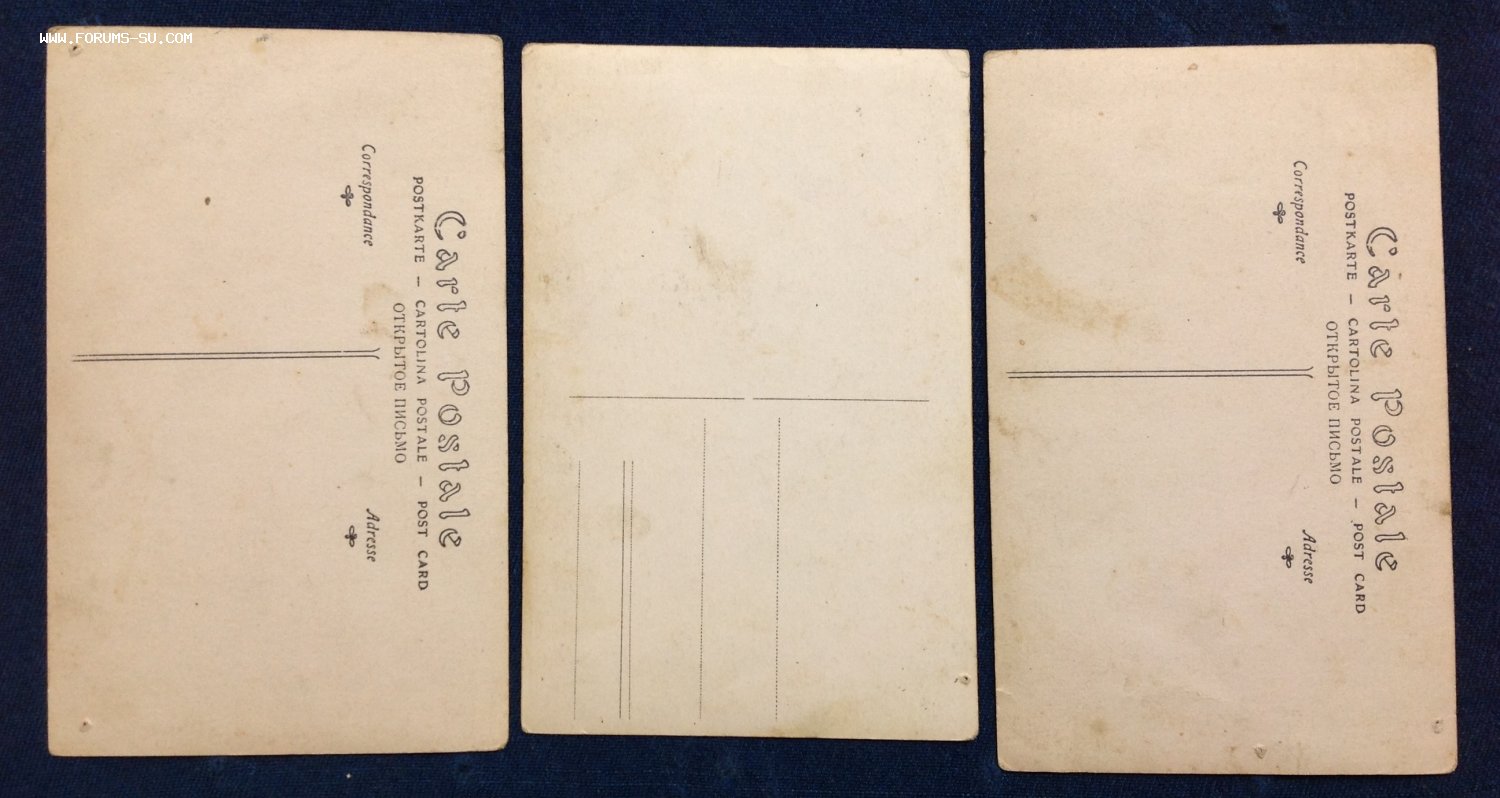 WWW.FORUMS-SU.COM
Carte Postale
POSTKARTE — CARTOLINA POSTALE — POST CARD
ОТКРЫТОЕ ПИСЬМО
Correspondance
Adresse
Carte Postale
POSTKARTE — CARTOLINA POSTALE — POST CARD
ОТКРЫТОЕ ПИСЬМО
Correspondance
Adresse